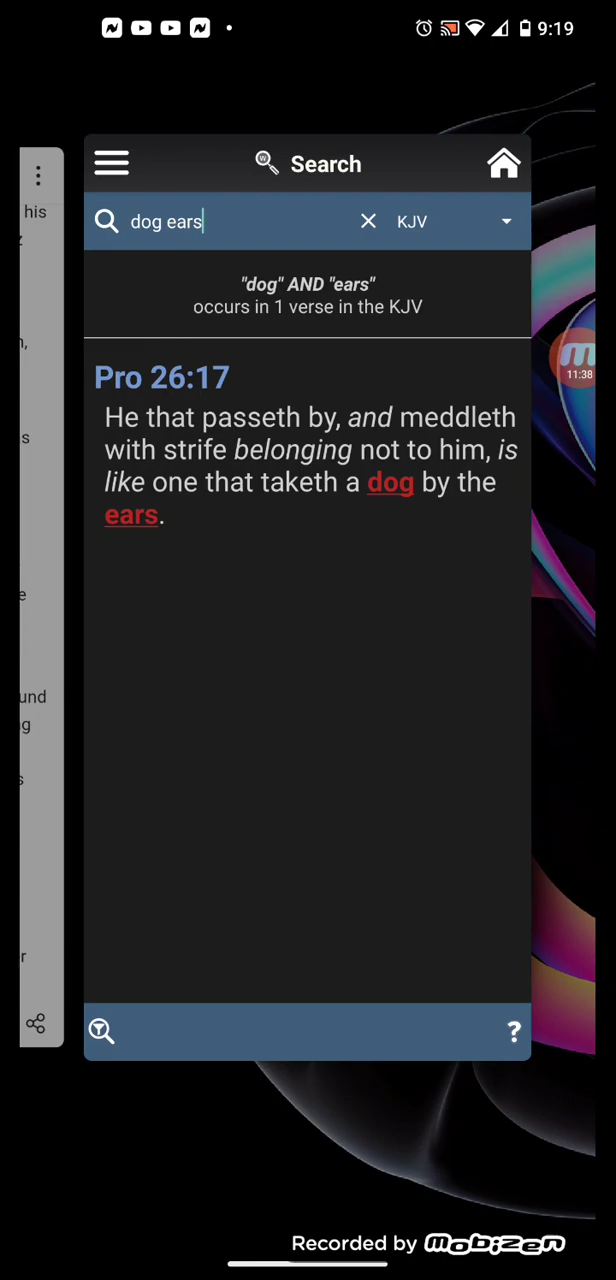 9:19
his
Search
dog ears
KJV
"dog" AND "ears"
occurs in 1 verse in the KJV
n,
Pro 26:17
He that passeth by, and meddleth
with strife belonging not to him, is
like one that taketh a dog by the
ears.
11:38
s
e
und
g
s
r
?
Recorded by mobizen